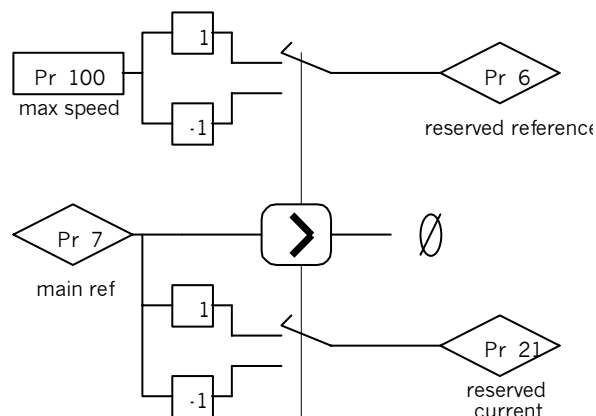 1
Pr 100
Pr 6
max speed
-1
reserved reference
Pr 7
Ø
main ref
1
Pr 21
reserved
current
-1